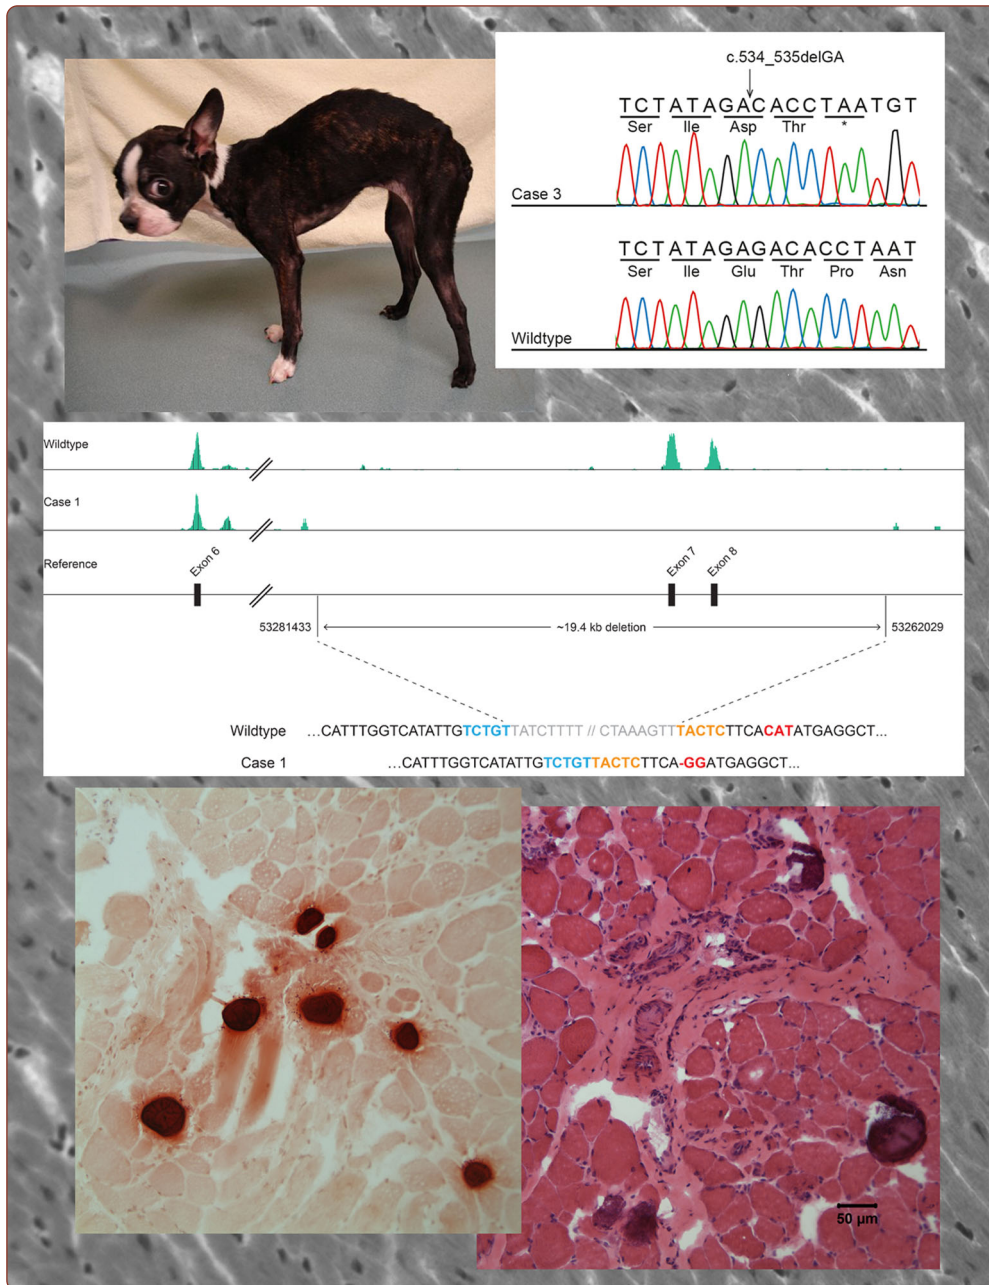 c.534_535delGA
TCTATAGACACCTAATGT
Ser Ile Asp Thr *
Case 3
TCTATAGAGACACCTAAT
Ser Ile Glu Thr Pro Asn
Wildtype
Wildtype
Case 1
Reference
Exon 6
Exon 7
Exon 8
53281433
~19.4 kb deletion
53262029
Wildtype ...CATTTGGTCATATTGTCTGTTATCTTTT // CTAAAGTTTACTCTTCACATATGAGGCT...
Case 1 ...CATTTGGTCATATTGTCTGTTACTCTTCA-GGATGAGGCT...
50 µm